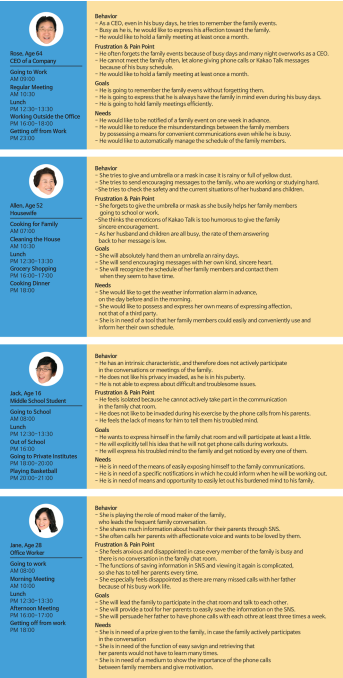 Rose, Age 64
CEO of a Company
Going to Work
AM 09:00
Regular Meeting
AM 10:30
Lunch
PM 12:30~13:30
Working Outside the Office
PM 16:00~18:00
Getting off from Work
PM 23:00
Behavior
- As a CEO, even in his busy days, he tries to remember the family events.
- Busy as he is, he would like to express his affection toward the family.
- He would like to hold a family meeting at least once a month.
Frustration & Pain Point
- He often forgets the family events because of busy days and many night overworks as a CEO.
- He cannot meet the family often, let alone giving phone calls or Kakao Talk messages
because of his busy schedule.
- He would like to hold a family meeting at least once a month.
Goals
- He is going to remember the family evens without forgetting them.
- He is going to express that he is always have the family in mind even during his busy days.
- He is going to hold family meetings efficiently.
Needs
- He would like to be notified of a family event on one week in advance.
- He would like to reduce the misunderstandings between the family members
by possessing a means for convenient communications even while he is busy.
- He would like to automatically manage the schedule of the family members.
Allen, Age 52
Housewife
Cooking for Family
AM 07:00
Cleaning the House
AM 10:30
Lunch
PM 12:30~13:30
Grocery Shopping
PM 16:00~17:00
Cooking Dinner
PM 18:00
Behavior
- She tries to give and umbrella or a mask in case it is rainy or full of yellow dust.
- She tries to send encouraging messages to the family, who are working or studying hard.
-She tries to check the safety and the current situations of her husband and children.
Frustration & Pain Point
- She forgets to give the umbrella or mask as she busily helps her family members
going to school or work.
-She thinks the emoticons of Kakao Talk is too humorous to give the family
sincere encouragement.
- As her husband and children are all busy, the rate of them answering
back to her message is low.
Goals
- She will absolutely hand them an umbrella an rainy days.
- She will send encouraging messages with her own kind, sincere heart.
- She will recognize the schedule of her family members and contact them
when they seem to have time.
Needs
- She would like to get the weather information alarm in advance,
on the day before and in the morning.
- She would like to possess and express her own means of expressing affection,
not that of a third party.
- She is in need of a tool that her family members could easily and conveniently use and
inform her their own schedule.
Jack, Age 16
Middle School Student
Going to School
AM 08:00
Lunch
PM 12:30~13:30
Out of School
PM 16:00
Going to Private Institutes
PM 18:00~20:00
Playing Basketball
PM 20:00~21:00
Behavior
- He has an intrinsic characteristic, and therefore does not actively participate
in the conversations or meetings of the family.
- He does not like his privacy invaded, as he is in his puberty.
- He is not able to express about difficult and troublesome issues.
Frustration & Pain Point
- He feels isolated because he cannot actively take part in the communication
in the family chat room.
- He does not like to be invaded during his exercise by the phone calls from his parents.
- He feels the lack of means for him to tell them his troubled mind.
Goal
- He wants to express himself in the family chat room and will participate at least a little.
- He will explicitly tell his idea that he will not get phone calls during workouts.
- He will express his troubled mind to the family and get noticed by every one of them.
Needs
- He is in need of the means of easily exposing himself to the family communications.
- He is in need of a specific notifications in which he could inform when he will be working out.
- He is in need of means and opportunity to easily let out his burdened mind to his family.
Jane, Age 28
Office Worker
Going to work
AM 08:00
Morning Meeting
AM 10:00
Lunch
PM 12:30~13:30
Afternoon Meeting
PM 16:00~17:00
Getting off from work
PM 18:00
Behavior
- She is playing the role of mood maker of the family,
who leads the frequent family conversation.
- She shares much information about health for their parents through SNS.
- She often calls her parents with affectionate voice and wants to be loved by them.
Frustration & Pain Point
- She feels anxious and disappointed in case every member of the family is busy and
there is no conversation in the family chat room.
- The functions of saving information in SNS and viewing it again is complicated,
so she has to tell her parents every time.
- She especially feels disappointed as there are many missed calls with her father
because of his busy work life.
Goals
- She will lead the family to participate in the chat room and talk to each other.
- She will provide a tool for her parents to easily save the information on the SNS.
- She will persuade her father to have phone calls with each othre at least three times a week.
Needs
- She is in need of a prize given to the family, in case the family actively participates
in the conversation
- She is in need of the function of easy savign and retrieving that
her parents would not have to learn many times.
- She is in need of a medium to show the importance of the phone calls
between family members and give motivation.